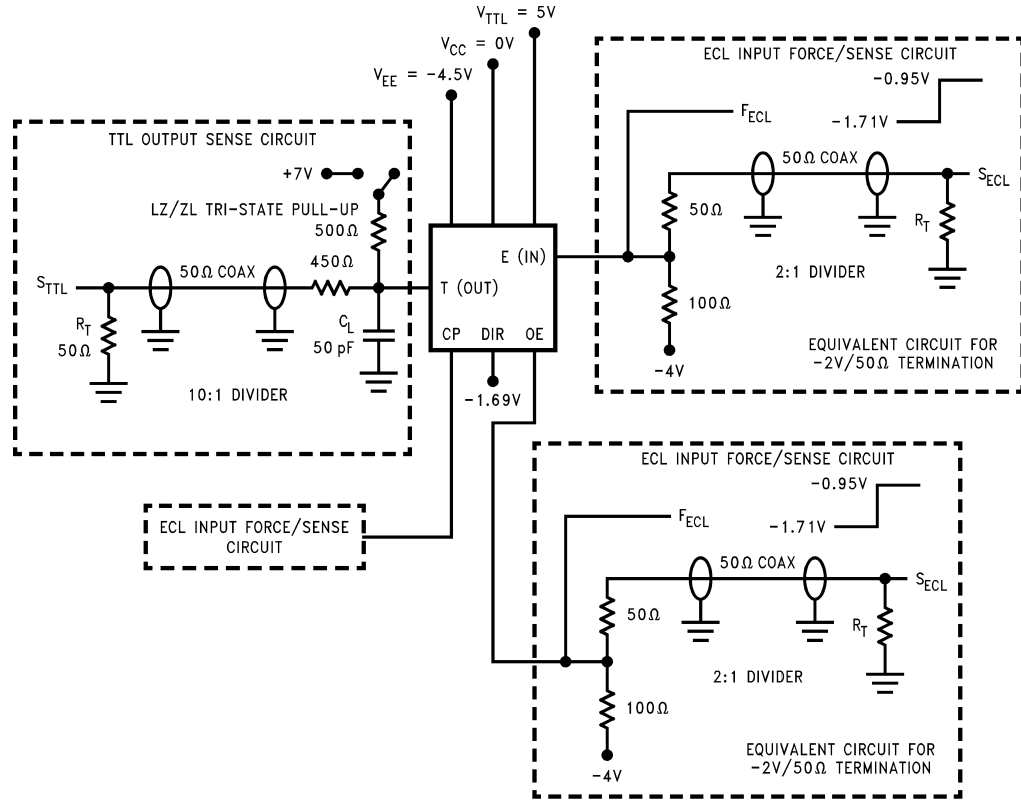 V_TTL = 5V
V_CC = 0V
V_EE = -4.5V
TTL OUTPUT SENSE CIRCUIT
+7V
LZ/ZL TRI-STATE PULL-UP
500Ω
450Ω
50Ω COAX
S_TTL
R_T
50Ω
C_L
50 pF
10:1 DIVIDER
E (IN)
T (OUT)
CP
DIR
OE
-1.69V
ECL INPUT FORCE/SENSE CIRCUIT
-0.95V
-1.71V
F_ECL
50Ω COAX
S_ECL
50Ω
R_T
2:1 DIVIDER
100Ω
-4V
EQUIVALENT CIRCUIT FOR
-2V/50Ω TERMINATION
ECL INPUT FORCE/SENSE
CIRCUIT
ECL INPUT FORCE/SENSE CIRCUIT
-0.95V
-1.71V
F_ECL
50Ω COAX
S_ECL
50Ω
R_T
2:1 DIVIDER
100Ω
-4V
EQUIVALENT CIRCUIT FOR
-2V/50Ω TERMINATION